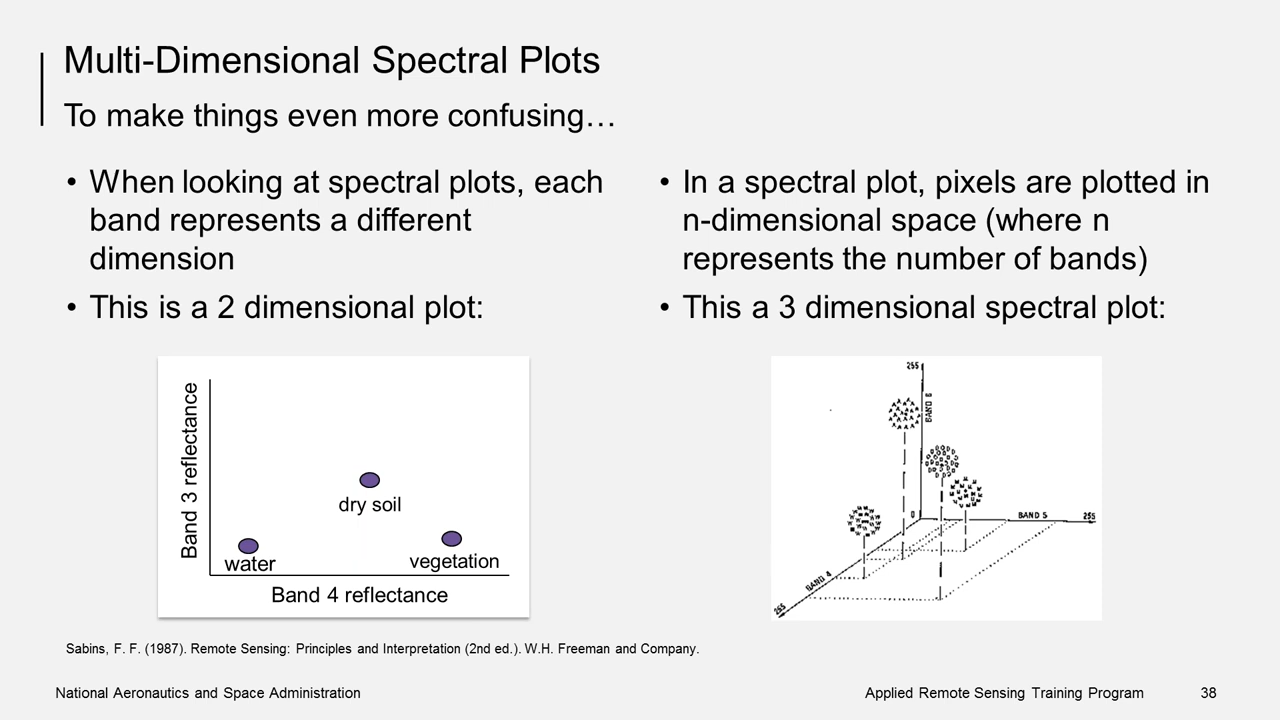 Multi-Dimensional Spectral Plots
To make things even more confusing…
• When looking at spectral plots, each
band represents a different
dimension
• This is a 2 dimensional plot:
• In a spectral plot, pixels are plotted in
n-dimensional space (where n
represents the number of bands)
• This a 3 dimensional spectral plot:
Band 3 reflectance
dry soil
water
vegetation
Band 4 reflectance
255
BAND 6
0
BAND 5
255
BAND 4
255
Sabins, F. F. (1987). Remote Sensing: Principles and Interpretation (2nd ed.). W.H. Freeman and Company.
National Aeronautics and Space Administration
Applied Remote Sensing Training Program
38